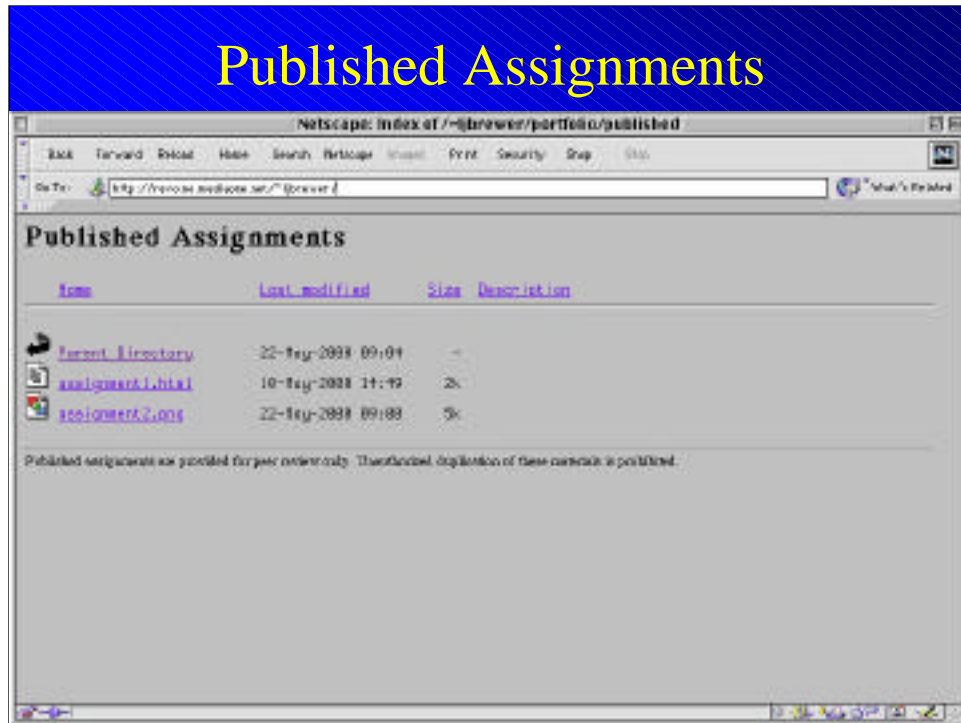 Published Assignments
Netscape: Index of /~ljbrewer/portfolio/published
Back Forward Reload Home Search Netscape Images Print Security Shop Stop
Go To: What's Related
Published Assignments
Name Last modified Size Description
Parent Directory 22-May-2000 09:04 -
assignment1.html 10-May-2000 14:49 2k
assignment2.png 22-May-2000 09:00 5k
Published assignments are provided for peer review only. Unauthorized duplication of these materials is prohibited.